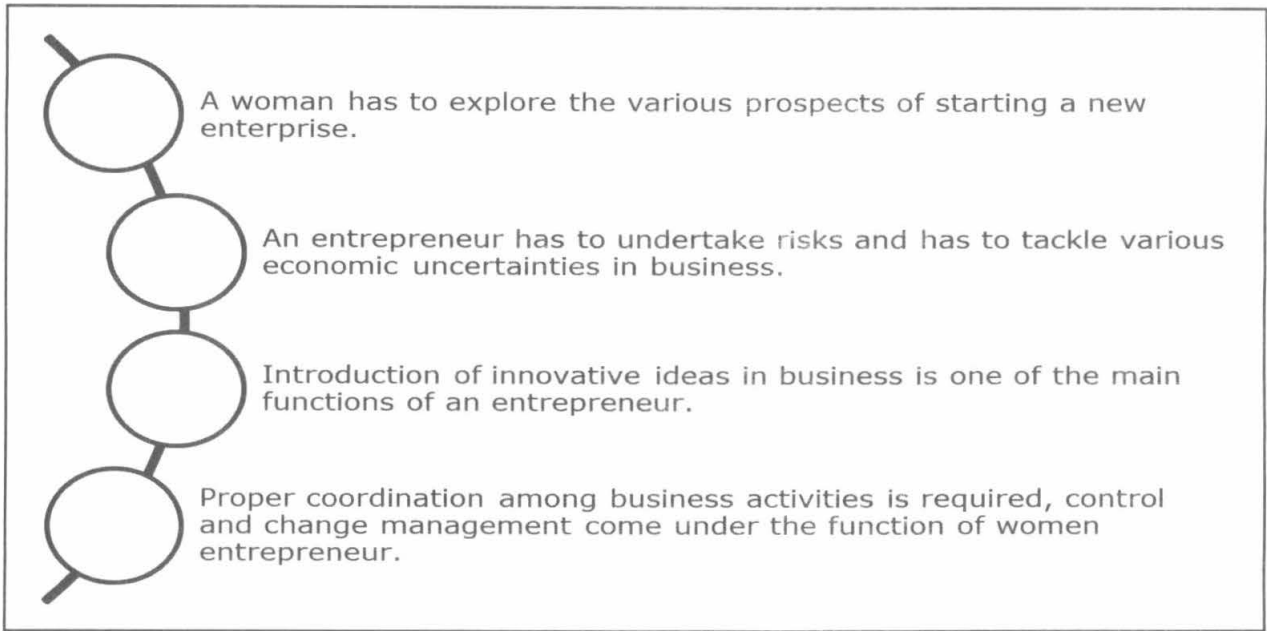 A woman has to explore the various prospects of starting a new
enterprise.
An entrepreneur has to undertake risks and has to tackle various
economic uncertainties in business.
Introduction of innovative ideas in business is one of the main
functions of an entrepreneur.
Proper coordination among business activities is required, control
and change management come under the function of women
entrepreneur.